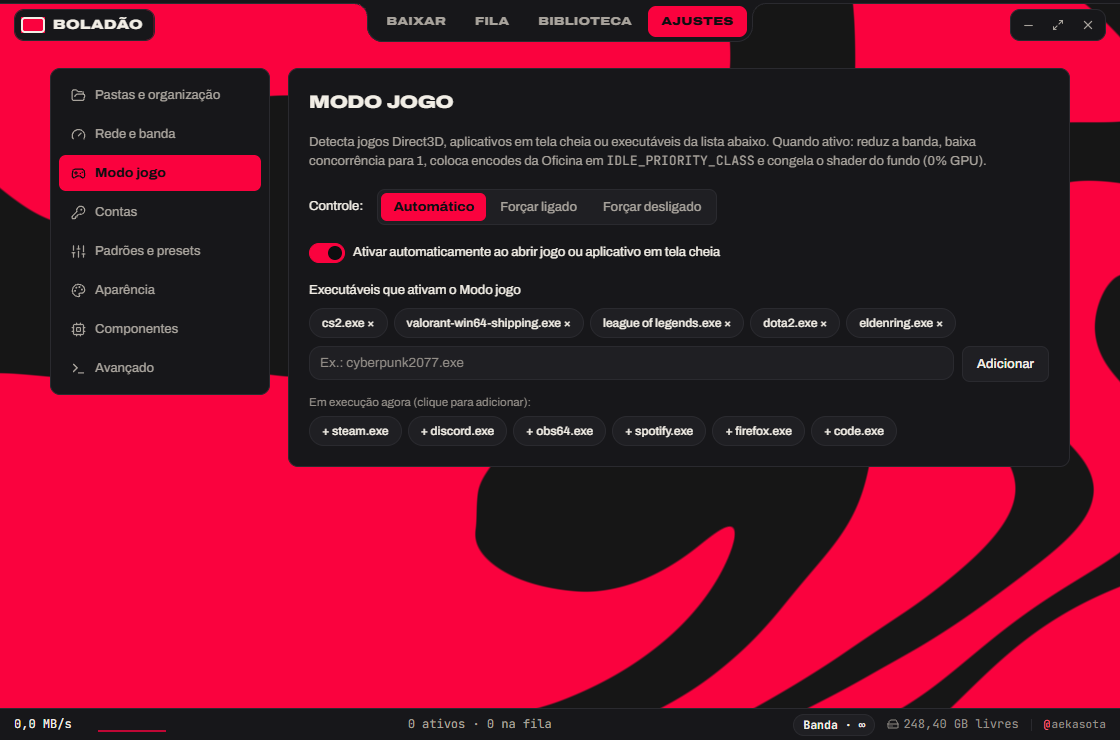 BOLADÃO
BAIXAR FILA BIBLIOTECA AJUSTES
Pastas e organização
Rede e banda
Modo jogo
Contas
Padrões e presets
Aparência
Componentes
Avançado
MODO JOGO
Detecta jogos Direct3D, aplicativos em tela cheia ou executáveis da lista abaixo. Quando ativo: reduz a banda, baixa
concorrência para 1, coloca encodes da Oficina em IDLE_PRIORITY_CLASS e congela o shader do fundo (0% GPU).
Controle: Automático Forçar ligado Forçar desligado
Ativar automaticamente ao abrir jogo ou aplicativo em tela cheia
Executáveis que ativam o Modo jogo
cs2.exe × valorant-win64-shipping.exe × league of legends.exe × dota2.exe × eldenring.exe ×
Ex.: cyberpunk2077.exe Adicionar
Em execução agora (clique para adicionar):
+ steam.exe + discord.exe + obs64.exe + spotify.exe + firefox.exe + code.exe
0,0 MB/s 0 ativos · 0 na fila Banda · ∞ 248,40 GB livres @aekasota